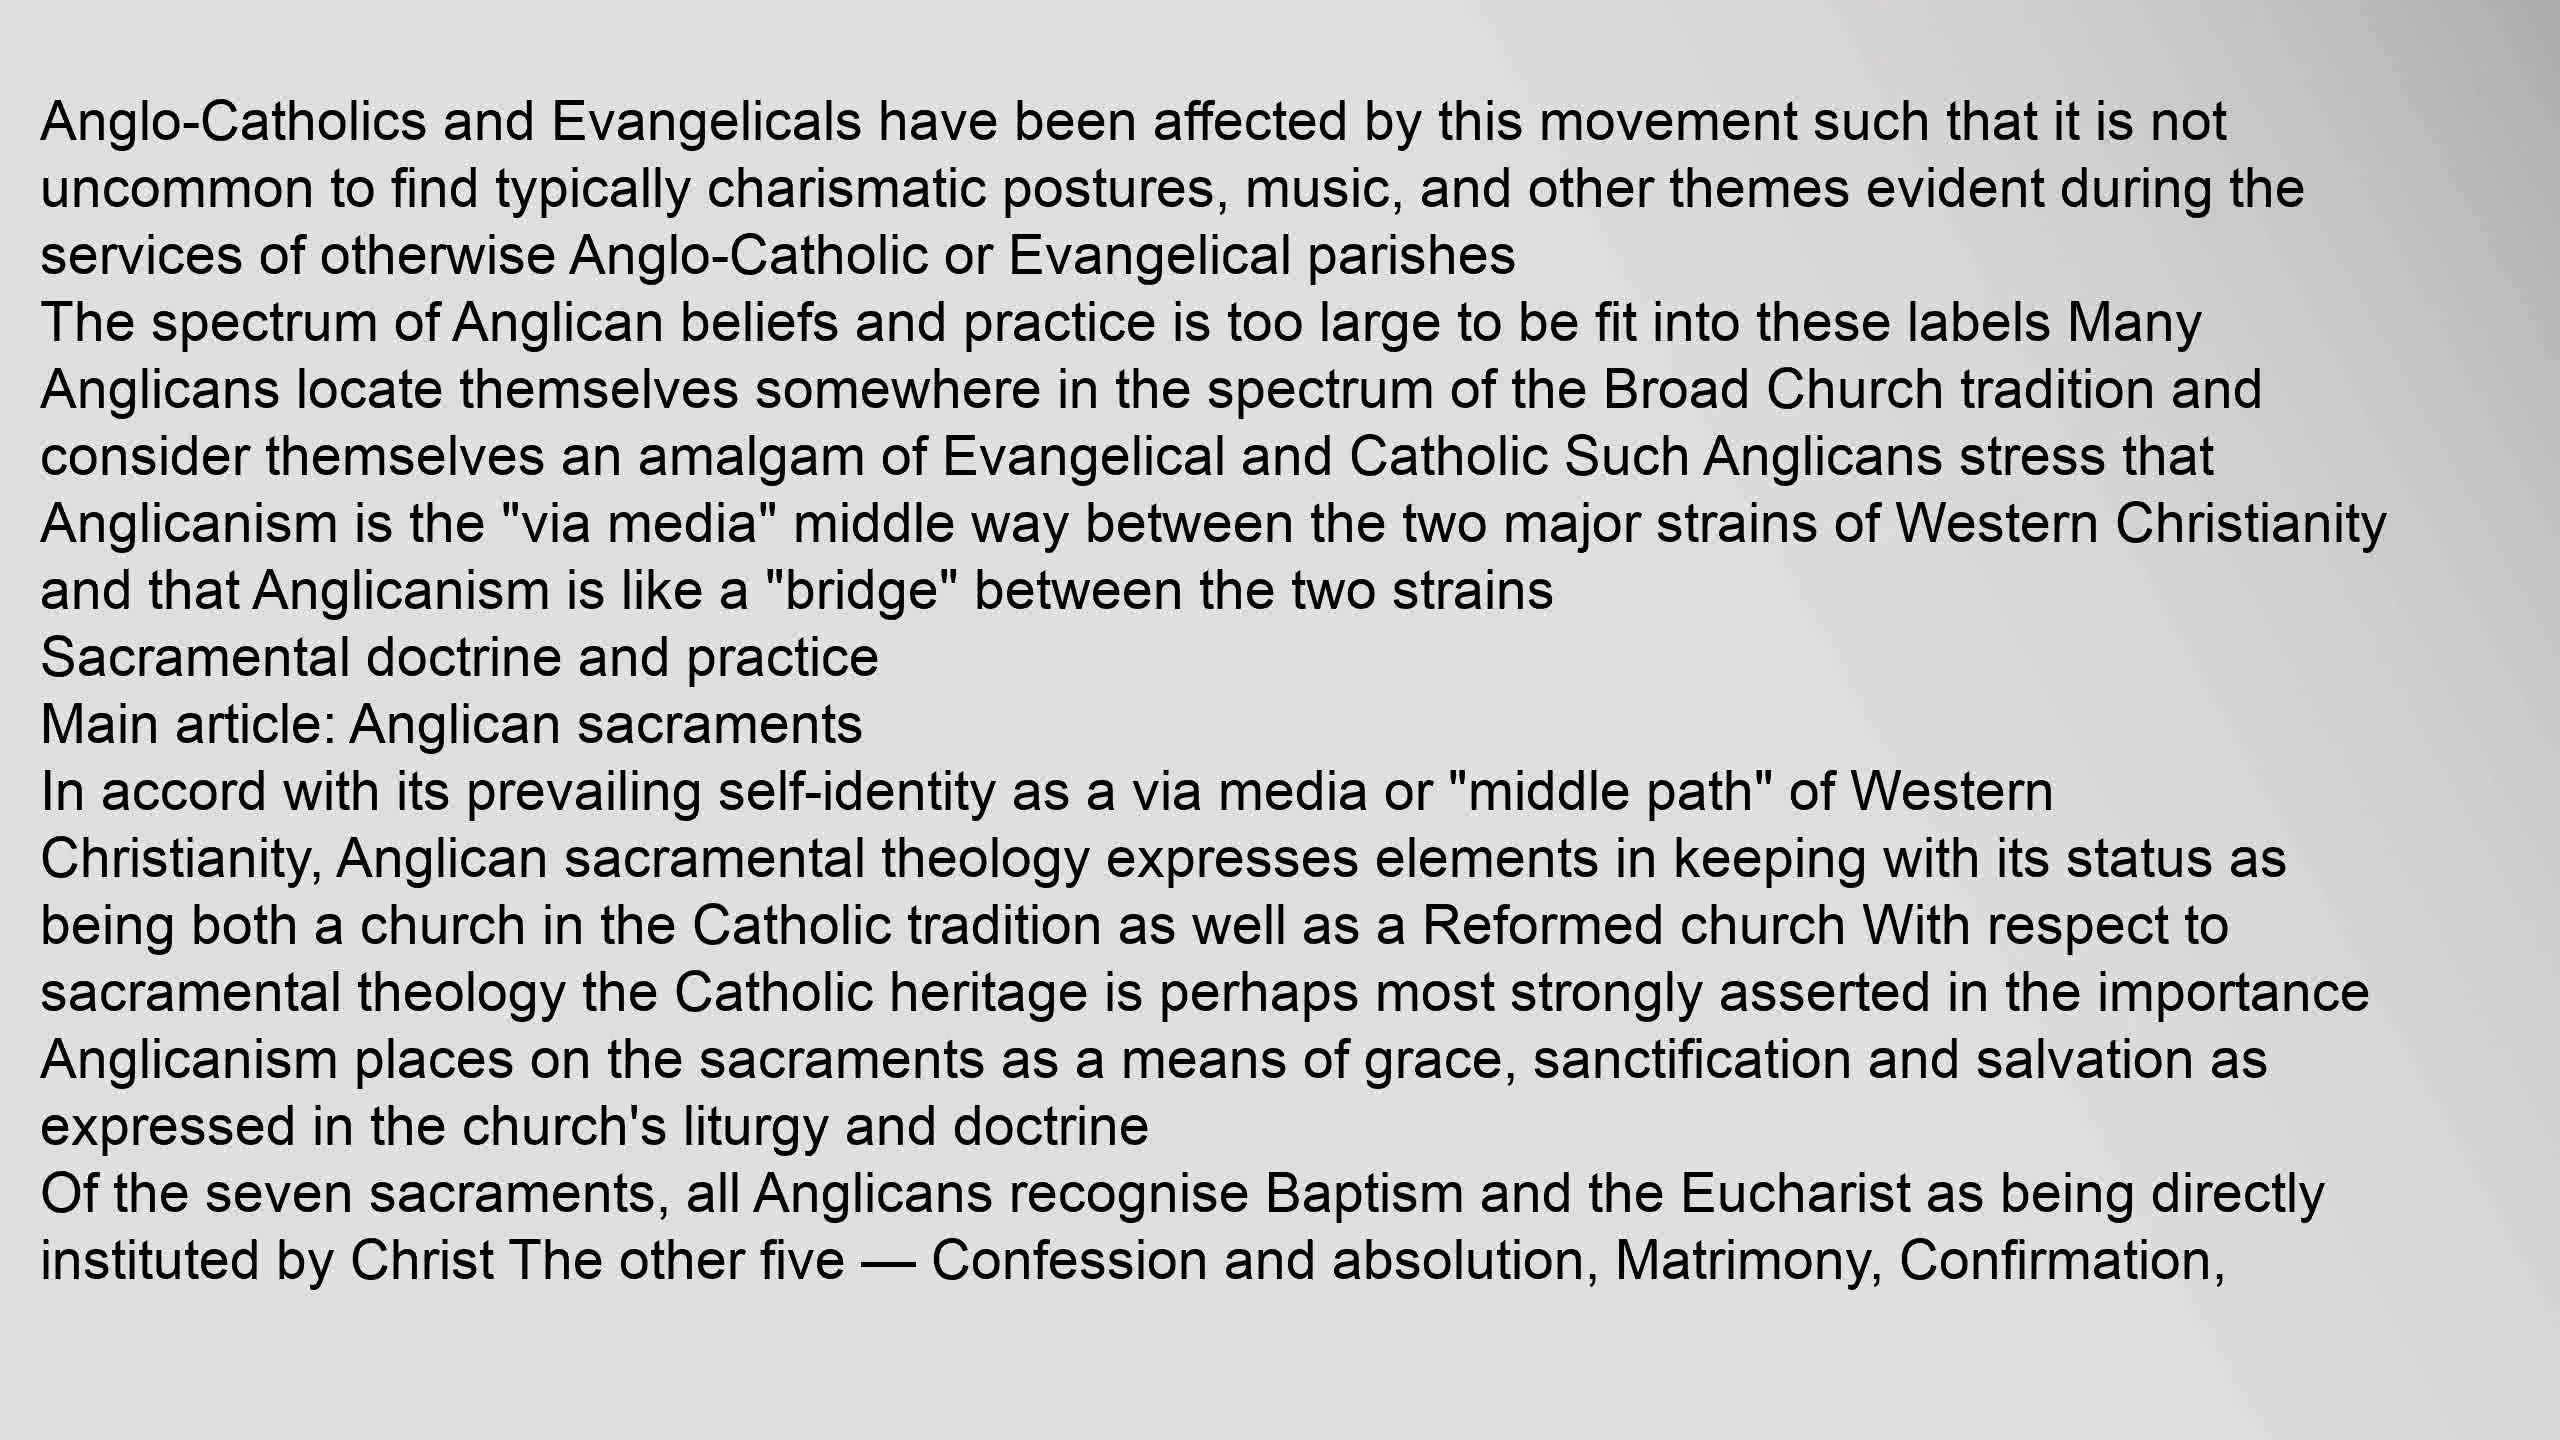 Anglo-Catholics and Evangelicals have been affected by this movement such that it is not
uncommon to find typically charismatic postures, music, and other themes evident during the
services of otherwise Anglo-Catholic or Evangelical parishes
The spectrum of Anglican beliefs and practice is too large to be fit into these labels Many
Anglicans locate themselves somewhere in the spectrum of the Broad Church tradition and
consider themselves an amalgam of Evangelical and Catholic Such Anglicans stress that
Anglicanism is the "via media" middle way between the two major strains of Western Christianity
and that Anglicanism is like a "bridge" between the two strains
Sacramental doctrine and practice
Main article: Anglican sacraments
In accord with its prevailing self-identity as a via media or "middle path" of Western
Christianity, Anglican sacramental theology expresses elements in keeping with its status as
being both a church in the Catholic tradition as well as a Reformed church With respect to
sacramental theology the Catholic heritage is perhaps most strongly asserted in the importance
Anglicanism places on the sacraments as a means of grace, sanctification and salvation as
expressed in the church's liturgy and doctrine
Of the seven sacraments, all Anglicans recognise Baptism and the Eucharist as being directly
instituted by Christ The other five — Confession and absolution, Matrimony, Confirmation,